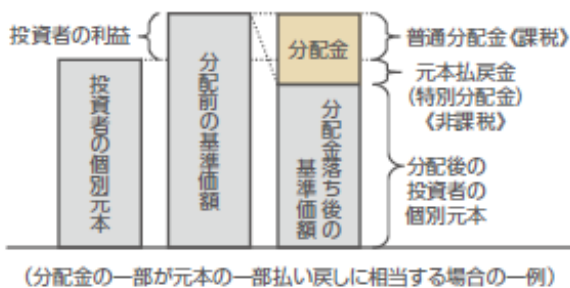 投資者の利益
投資者の個別元本
分配前の基準価額
分配金
分配金落ち後の
基準価額
普通分配金《課税》
元本払戻金
(特別分配金)
《非課税》
分配後の
投資者の
個別元本
(分配金の一部が元本の一部払い戻しに相当する場合の一例)